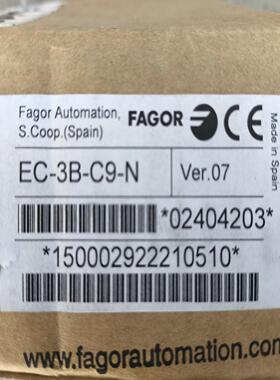 Fagor Automation, FAGOR CE
S.Coop.(Spain)
Made in Spain
EC-3B-C9-N Ver.07
*02404203*
*150002922210510*
www.fagorautomation.com